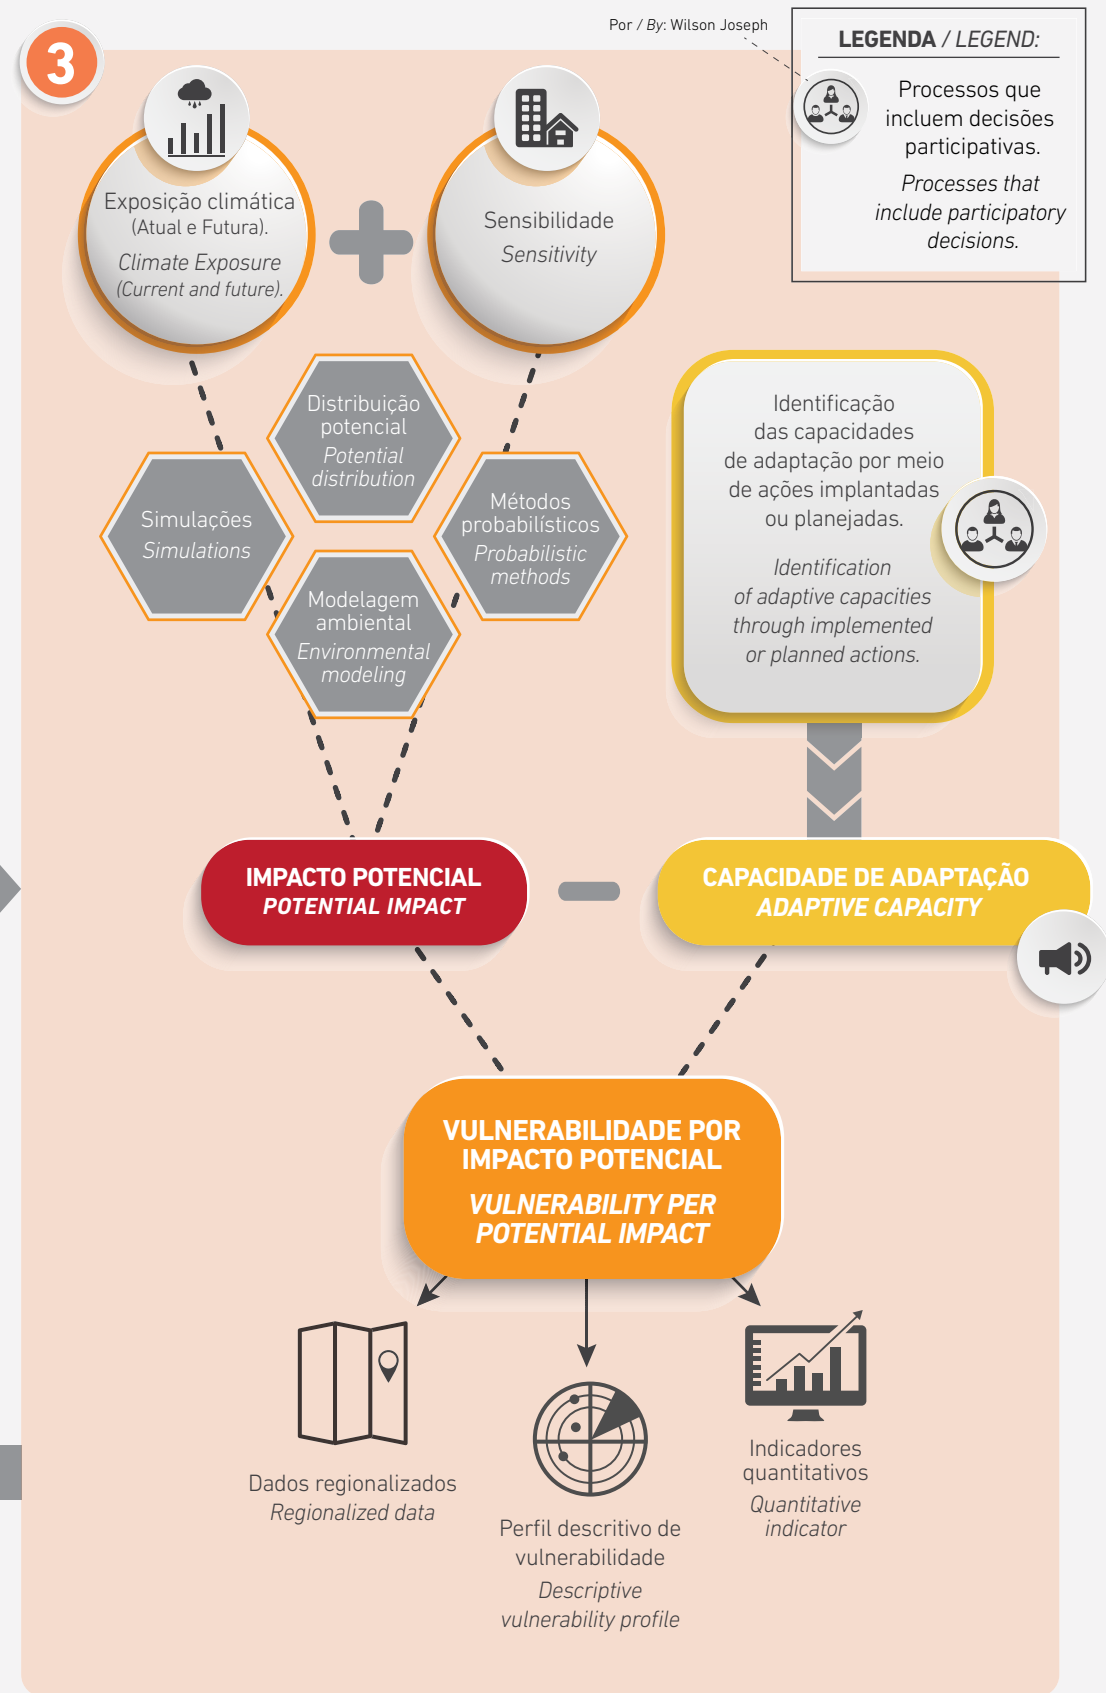 3
Por / By: Wilson Joseph
LEGENDA / LEGEND:
Processos que
incluem decisões
participativas.
Processes that
include participatory
decisions.
Exposição climática
(Atual e Futura).
Climate Exposure
(Current and future).
Sensibilidade
Sensitivity
Distribuição
potencial
Potential
distribution
Simulações
Simulations
Métodos
probabilísticos
Probabilistic
methods
Modelagem
ambiental
Environmental
modeling
Identificação
das capacidades
de adaptação por meio
de ações implantadas
ou planejadas.
Identification
of adaptive capacities
through implemented
or planned actions.
IMPACTO POTENCIAL
POTENTIAL IMPACT
CAPACIDADE DE ADAPTAÇÃO
ADAPTIVE CAPACITY
VULNERABILIDADE POR
IMPACTO POTENCIAL
VULNERABILITY PER
POTENTIAL IMPACT
Dados regionalizados
Regionalized data
Perfil descritivo de
vulnerabilidade
Descriptive
vulnerability profile
Indicadores
quantitativos
Quantitative
indicator